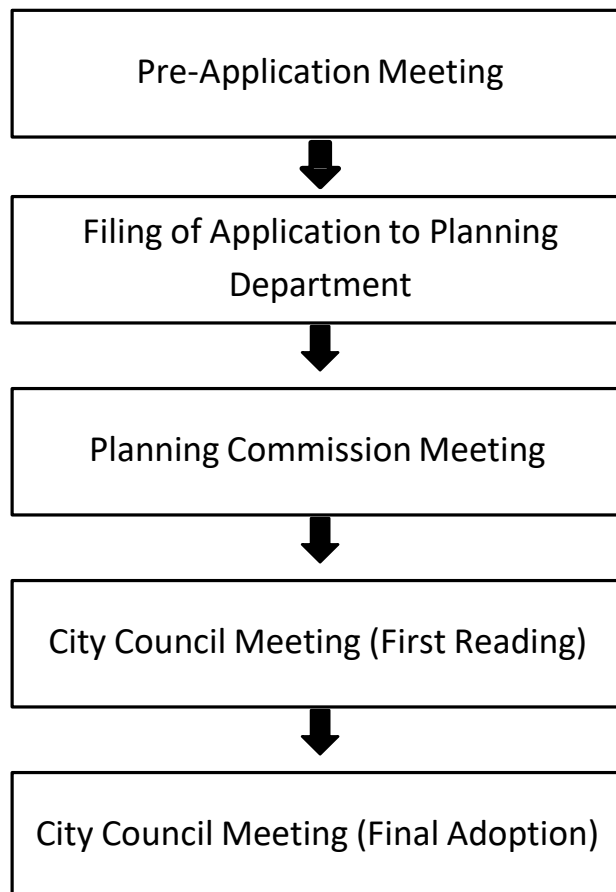 Pre-Application Meeting
Filing of Application to Planning
Department
Planning Commission Meeting
City Council Meeting (First Reading)
City Council Meeting (Final Adoption)